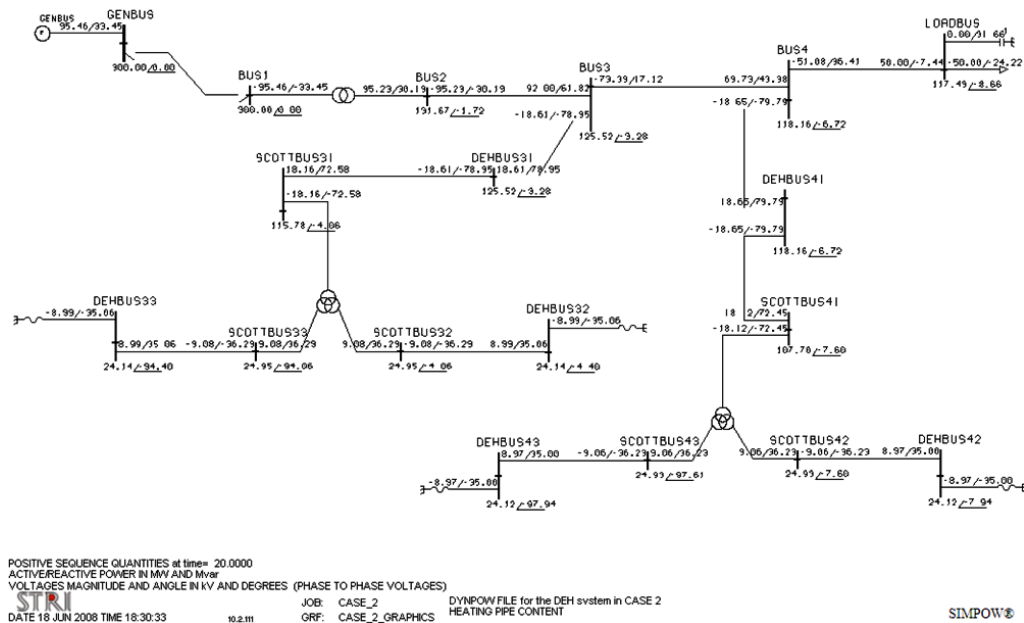 GENBUS
GENBUS
95.46/33.45
300.00/0.00
BUS1
-95.46/-33.45
300.00/0.00
BUS2
95.23/30.19
-95.23/-30.19
131.67/-1.72
BUS3
92.00/61.82
-73.39/17.12
-18.61/-78.95
125.52/-3.28
BUS4
69.73/43.98
-51.08/36.41
-18.65/-79.79
118.16/-6.72
LOADBUS
50.00/-7.44
-50.00/-24.22
117.49/-8.66
SCOTTBUS31
18.16/72.58
-18.16/-72.58
115.78/-4.06
DEHBUS31
-18.61/-78.95
18.61/78.95
125.52/-3.28
DEHBUS41
18.65/79.79
-18.65/-79.79
118.16/-6.72
SCOTTBUS41
-18.12/-72.45
107.70/-7.60
DEHBUS33
-8.99/-35.06
8.99/35.06
24.14/-94.40
SCOTTBUS33
-9.08/-36.29
9.08/36.29
24.95/-94.06
SCOTTBUS32
9.08/36.29
-9.08/-36.29
24.95/-4.06
DEHBUS32
-8.99/-35.06
8.99/35.06
24.14/-4.40
DEHBUS43
8.97/35.00
-8.97/-35.00
24.12/-97.94
SCOTTBUS43
-9.06/-36.23
9.06/36.23
24.93/-97.61
SCOTTBUS42
9.06/36.23
-9.06/-36.23
24.93/-7.60
DEHBUS42
8.97/35.00
-8.97/-35.00
24.12/-7.94
POSITIVE SEQUENCE QUANTITIES at time= 20.0000
ACTIVE/REACTIVE POWER IN MW AND Mvar
VOLTAGES MAGNITUDE AND ANGLE IN kV AND DEGREES (PHASE TO PHASE VOLTAGES)
STRI
JOB: CASE_2
DYNPOW FILE for the DEH system in CASE 2
DATE 18 JUN 2008 TIME 18:30:33
10.2.111
GRF: CASE_2_GRAPHICS
HEATING PIPE CONTENT
SIMPOW®